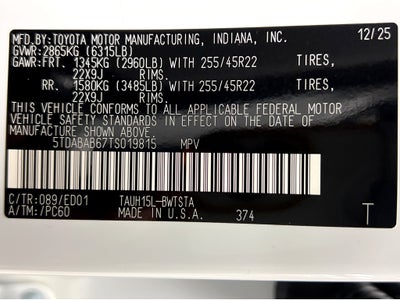 MFD.BY:TOYOTA MOTOR MANUFACTURING, INDIANA, INC. 12/25
GVWR: 2865KG (6315LB)
GAWR:FRT. 1345KG (2960LB) WITH 255/45R22 TIRES,
22X9J RIMS.
RR. 1580KG (3485LB) WITH 255/45R22 TIRES,
22X9J RIMS.
THIS VEHICLE CONFORMS TO ALL APPLICABLE FEDERAL MOTOR
VEHICLE SAFETY STANDARDS IN EFFECT ON THE DATE OF
MANUFACTURE SHOWN ABOVE.
5TDABAB67TS019815 MPV
C/TR:089/ED01 TAUH15L-BWTSTA
A/TM:/PC60 MADE IN U.S.A. 374 T